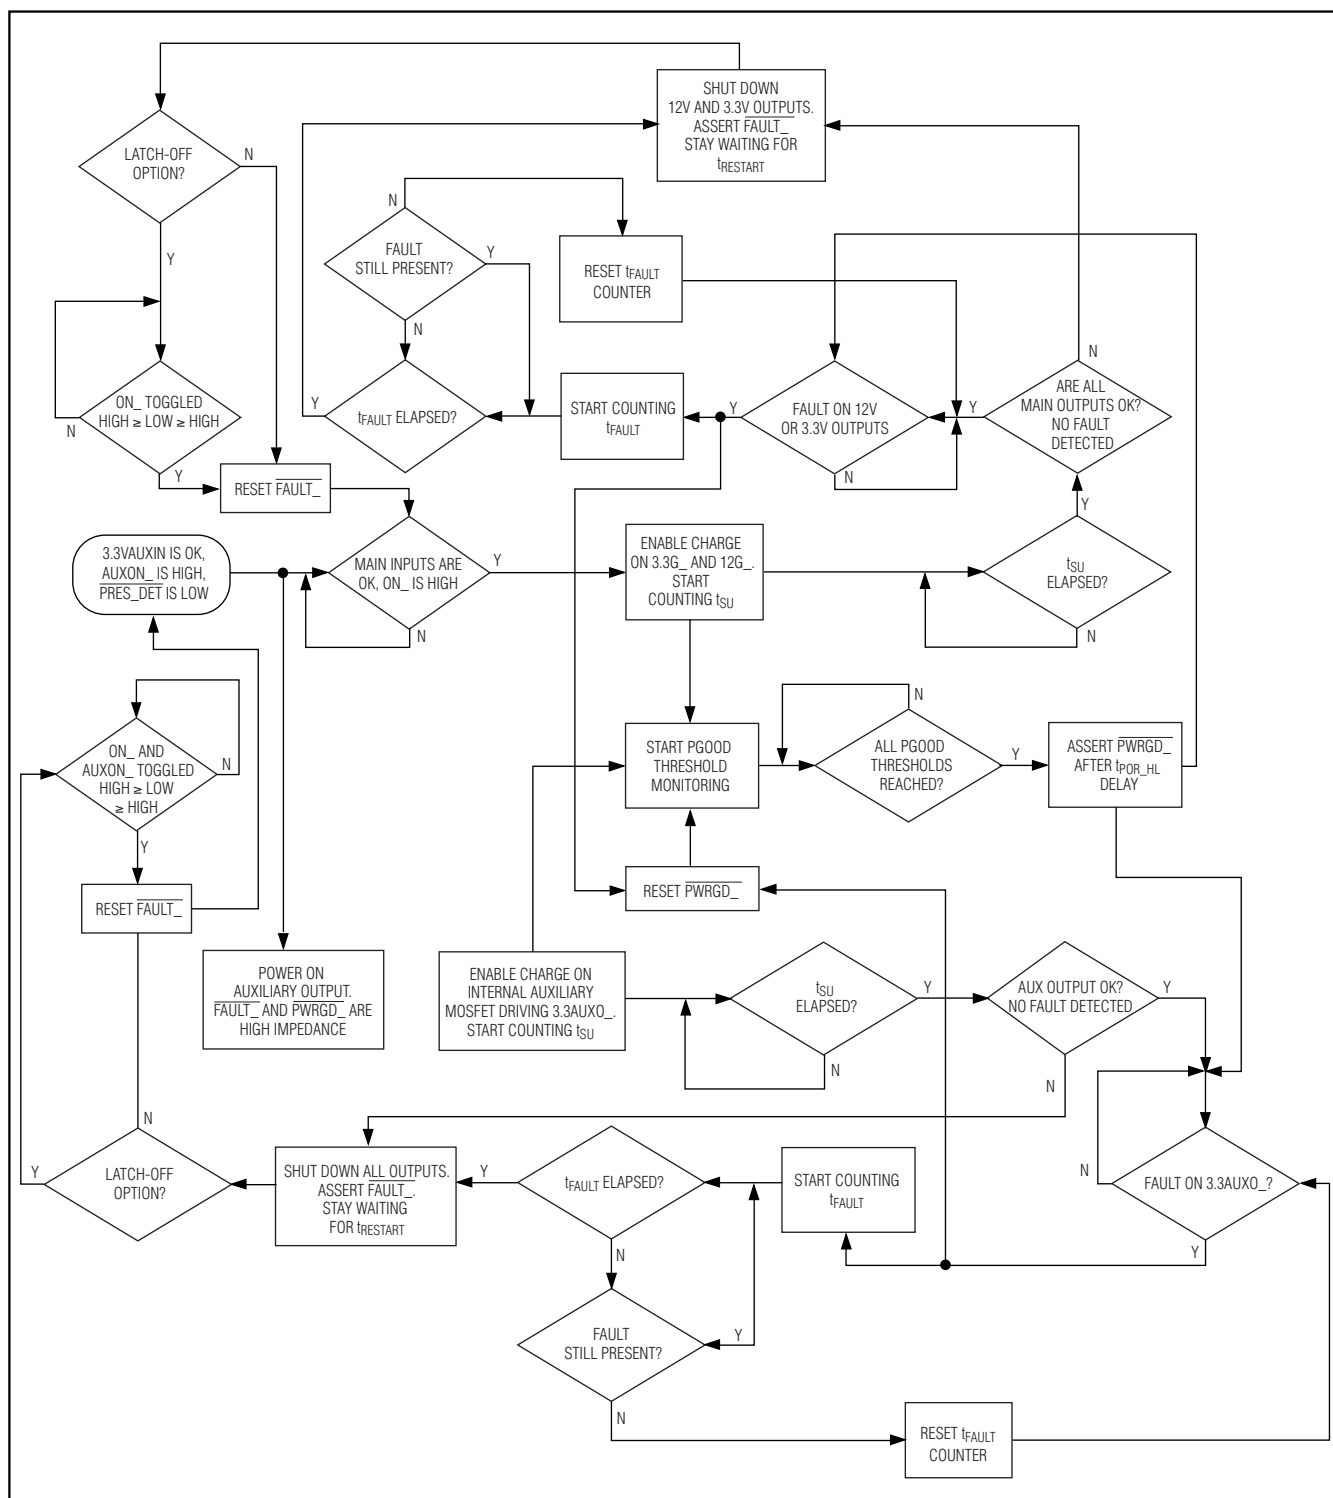 SHUT DOWN
12V AND 3.3V OUTPUTS.
ASSERT FAULT_
STAY WAITING FOR
tRESTART
LATCH-OFF
OPTION?
N
Y
N
FAULT
STILL PRESENT?
Y
N
RESET tFAULT
COUNTER
ON_ TOGGLED
HIGH ≥ LOW ≥ HIGH
N
Y
tFAULT ELAPSED?
Y
START COUNTING
tFAULT
Y
FAULT ON 12V
OR 3.3V OUTPUTS
N
Y
N
ARE ALL
MAIN OUTPUTS OK?
NO FAULT
DETECTED
RESET FAULT_
Y
3.3VAUXIN IS OK,
AUXON_ IS HIGH,
PRES_DET IS LOW
MAIN INPUTS ARE
OK, ON_ IS HIGH
Y
N
ENABLE CHARGE
ON 3.3G_ AND 12G_.
START
COUNTING tSU
tSU
ELAPSED?
N
ON_ AND
AUXON_ TOGGLED
HIGH ≥ LOW
≥ HIGH
N
Y
START PGOOD
THRESHOLD
MONITORING
N
ALL PGOOD
THRESHOLDS
REACHED?
Y
ASSERT PWRGD_
AFTER tPOR_HL
DELAY
RESET FAULT_
RESET PWRGD_
POWER ON
AUXILIARY OUTPUT.
FAULT_ AND PWRGD_ ARE
HIGH IMPEDANCE
ENABLE CHARGE ON
INTERNAL AUXILIARY
MOSFET DRIVING 3.3AUXO_.
START COUNTING tSU
tSU
ELAPSED?
Y
N
AUX OUTPUT OK?
NO FAULT DETECTED
Y
N
N
LATCH-OFF
OPTION?
Y
SHUT DOWN ALL OUTPUTS.
ASSERT FAULT_.
STAY WAITING
FOR tRESTART
Y
tFAULT ELAPSED?
N
START COUNTING
tFAULT
N
FAULT ON 3.3AUXO_?
Y
FAULT
STILL PRESENT?
Y
N
RESET tFAULT
COUNTER